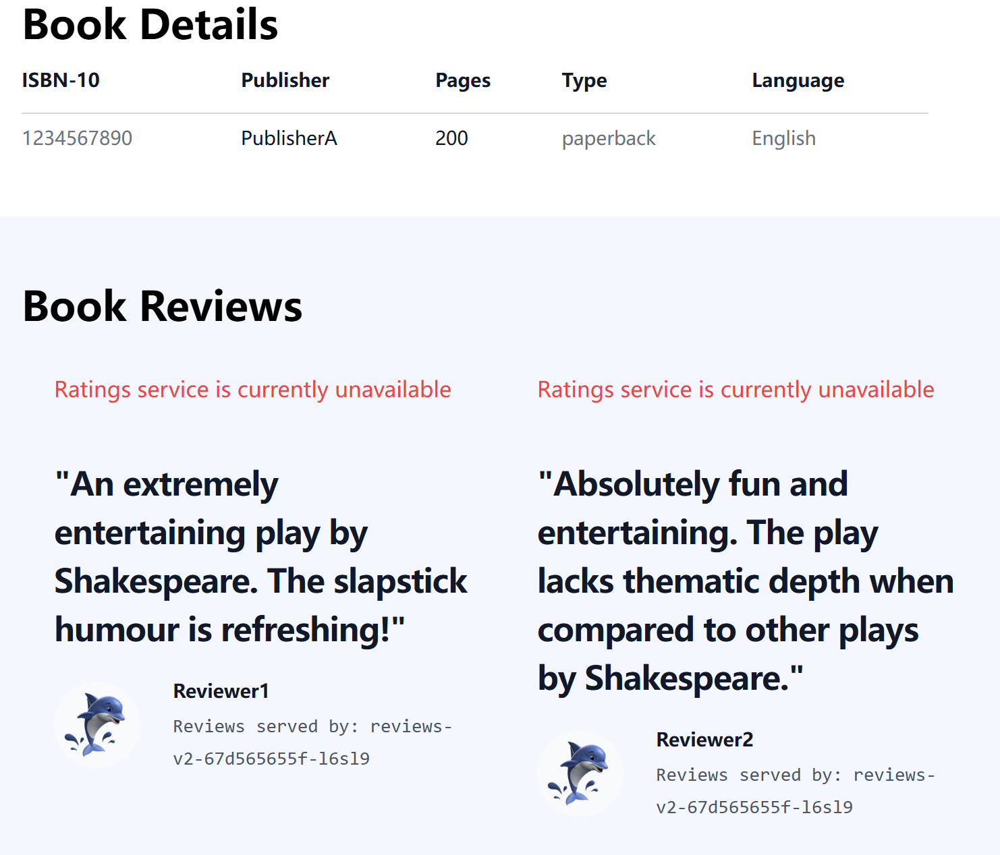 Book Details
ISBN-10 Publisher Pages Type Language
1234567890 PublisherA 200 paperback English
Book Reviews
Ratings service is currently unavailable
"An extremely
entertaining play by
Shakespeare. The slapstick
humour is refreshing!"
Reviewer1
Reviews served by: reviews-
v2-67d565655f-l6sl9
Ratings service is currently unavailable
"Absolutely fun and
entertaining. The play
lacks thematic depth when
compared to other plays
by Shakespeare."
Reviewer2
Reviews served by: reviews-
v2-67d565655f-l6sl9